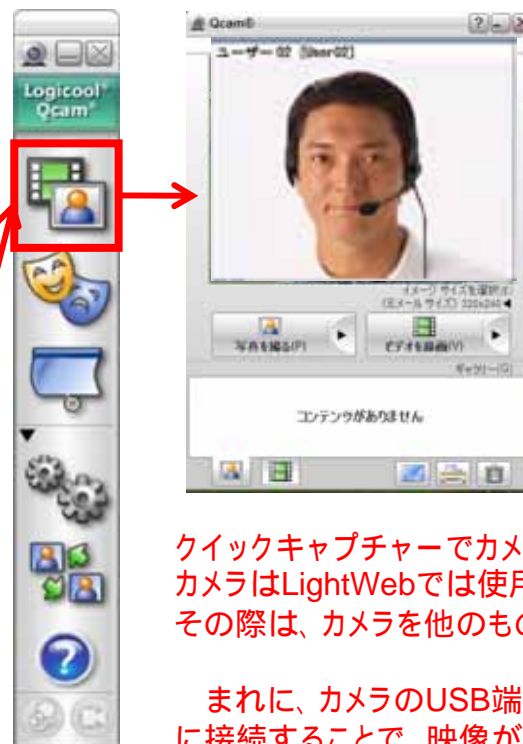 Logicool®
Qcam®
Qcam®
ユーザー 02 [User02]
イメージ サイズを選択(I)
(Eメール サイズ) 320x240
写真を撮る(P)
ビデオを録画(V)
ギャラリー(G)
コンテンツがありません
クイックキャプチャーでカメ
カメラはLightWebでは使用
その際は、カメラを他のもの
まれに、カメラのUSB端
に接続することで、映像が